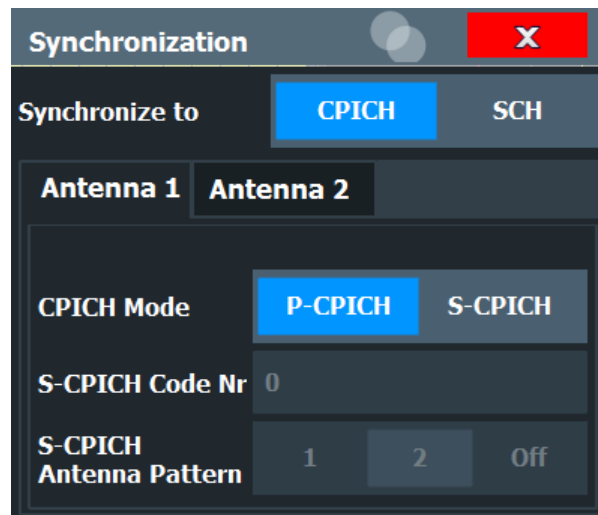 Synchronization X
Synchronize to CPICH SCH
Antenna 1 Antenna 2
CPICH Mode P-CPICH S-CPICH
S-CPICH Code Nr 0
S-CPICH
Antenna Pattern 1 2 Off